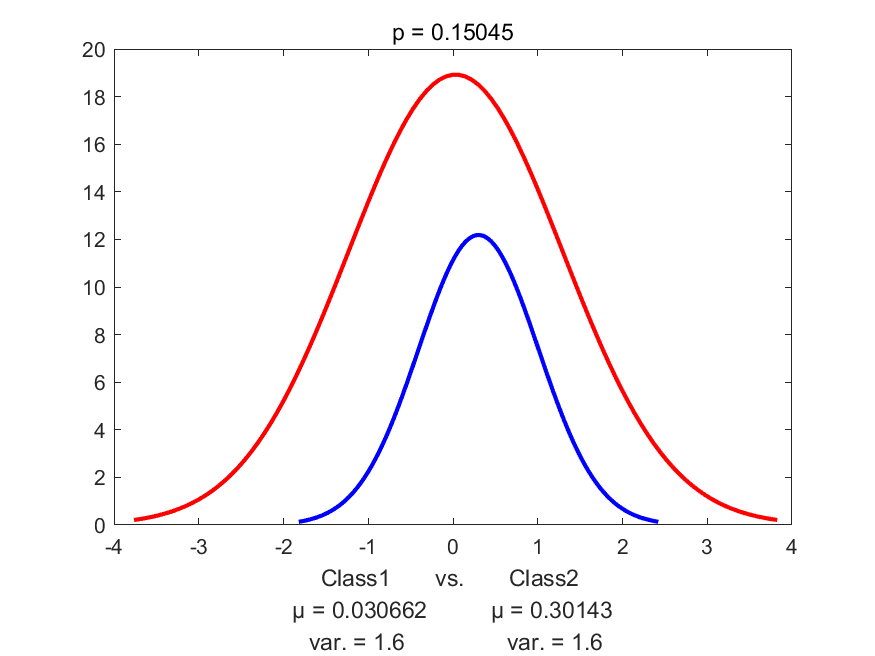 p = 0.15045
20
18
16
14
12
10
8
6
4
2
0
-4 -3 -2 -1 0 1 2 3 4
Class1 vs. Class2
μ = 0.030662 μ = 0.30143
var. = 1.6 var. = 1.6